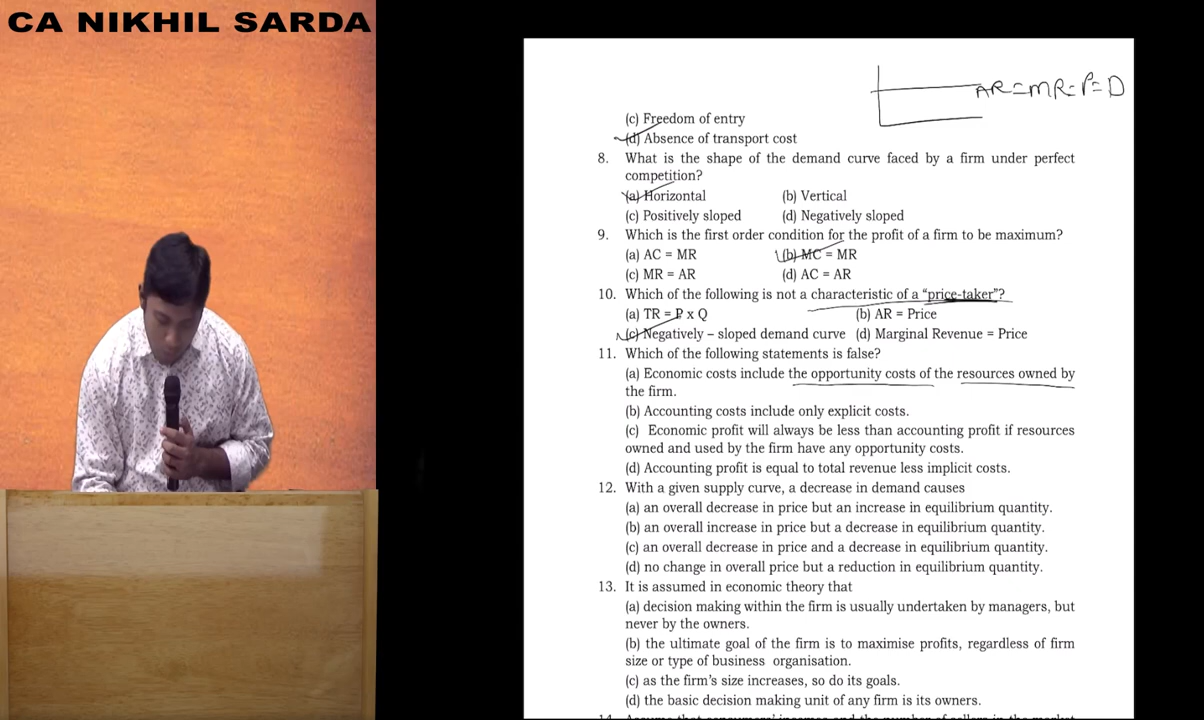 CA NIKHIL SARDA
AR=MR=P=D
(c) Freedom of entry
(d) Absence of transport cost
8. What is the shape of the demand curve faced by a firm under perfect
competition?
(a) Horizontal (b) Vertical
(c) Positively sloped (d) Negatively sloped
9. Which is the first order condition for the profit of a firm to be maximum?
(a) AC = MR (b) MC = MR
(c) MR = AR (d) AC = AR
10. Which of the following is not a characteristic of a “price-taker”?
(a) TR = P x Q (b) AR = Price
(c) Negatively – sloped demand curve (d) Marginal Revenue = Price
11. Which of the following statements is false?
(a) Economic costs include the opportunity costs of the resources owned by
the firm.
(b) Accounting costs include only explicit costs.
(c) Economic profit will always be less than accounting profit if resources
owned and used by the firm have any opportunity costs.
(d) Accounting profit is equal to total revenue less implicit costs.
12. With a given supply curve, a decrease in demand causes
(a) an overall decrease in price but an increase in equilibrium quantity.
(b) an overall increase in price but a decrease in equilibrium quantity.
(c) an overall decrease in price and a decrease in equilibrium quantity.
(d) no change in overall price but a reduction in equilibrium quantity.
13. It is assumed in economic theory that
(a) decision making within the firm is usually undertaken by managers, but
never by the owners.
(b) the ultimate goal of the firm is to maximise profits, regardless of firm
size or type of business organisation.
(c) as the firm’s size increases, so do its goals.
(d) the basic decision making unit of any firm is its owners.